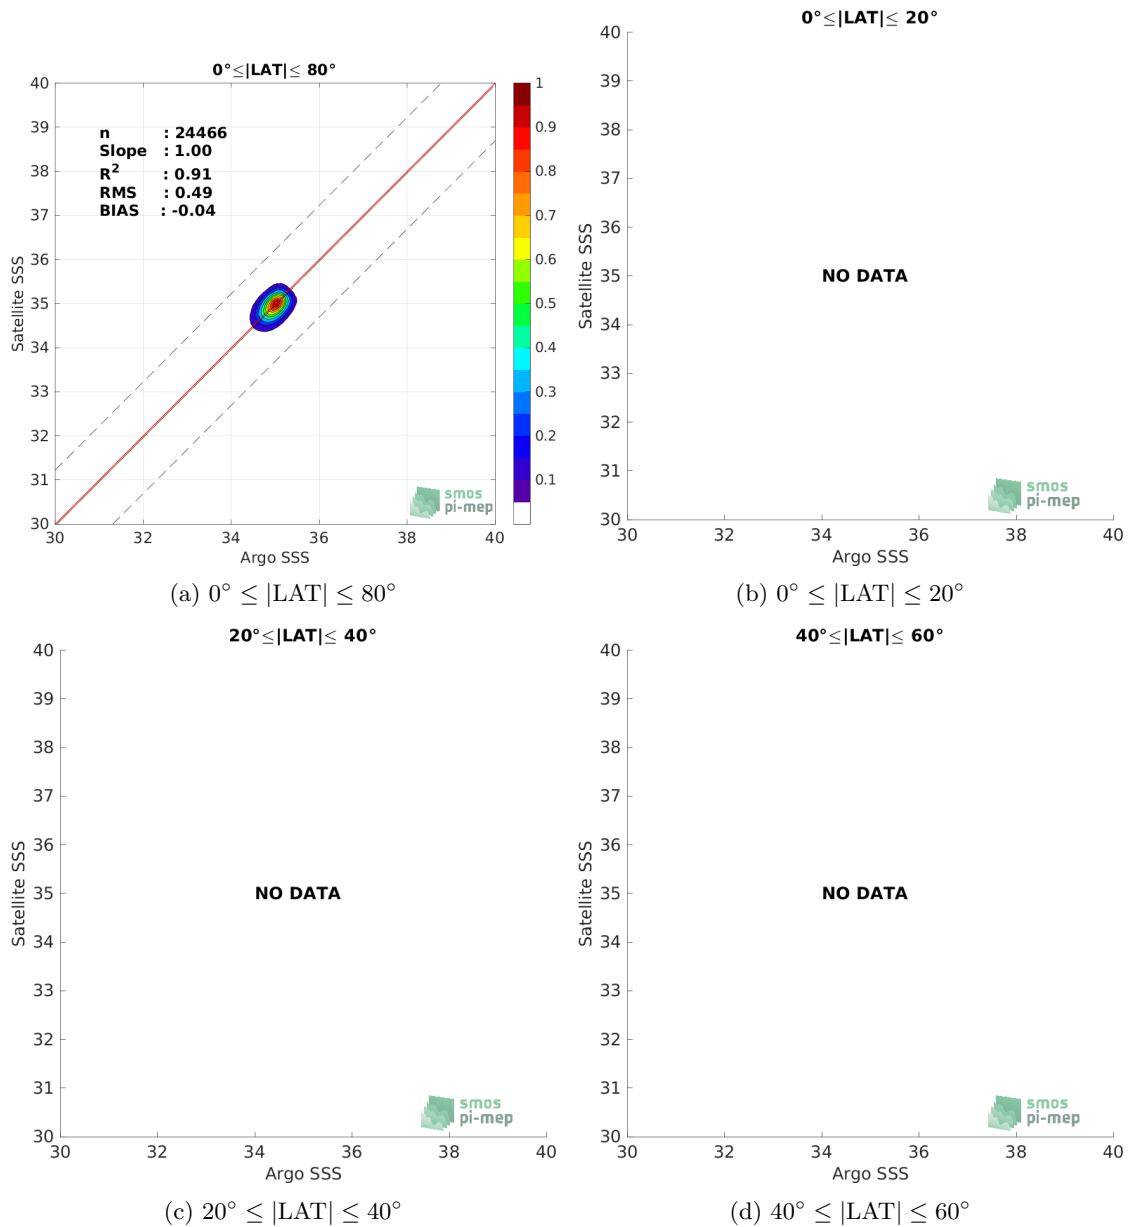 0°≤|LAT|≤ 80°
40
39
38
37
36
35
34
33
32
31
30
Satellite SSS
n : 24466
Slope : 1.00
R² : 0.91
RMS : 0.49
BIAS : -0.04
smos
pi-mep
30 32 34 36 38 40
Argo SSS
1
0.9
0.8
0.7
0.6
0.5
0.4
0.3
0.2
0.1
(a) 0° ≤ |LAT| ≤ 80°
0°≤|LAT|≤ 20°
40
39
38
37
36
35
34
33
32
31
30
Satellite SSS
NO DATA
smos
pi-mep
30 32 34 36 38 40
Argo SSS
(b) 0° ≤ |LAT| ≤ 20°
20°≤|LAT|≤ 40°
40
39
38
37
36
35
34
33
32
31
30
Satellite SSS
NO DATA
smos
pi-mep
30 32 34 36 38 40
Argo SSS
(c) 20° ≤ |LAT| ≤ 40°
40°≤|LAT|≤ 60°
40
39
38
37
36
35
34
33
32
31
30
Satellite SSS
NO DATA
smos
pi-mep
30 32 34 36 38 40
Argo SSS
(d) 40° ≤ |LAT| ≤ 60°